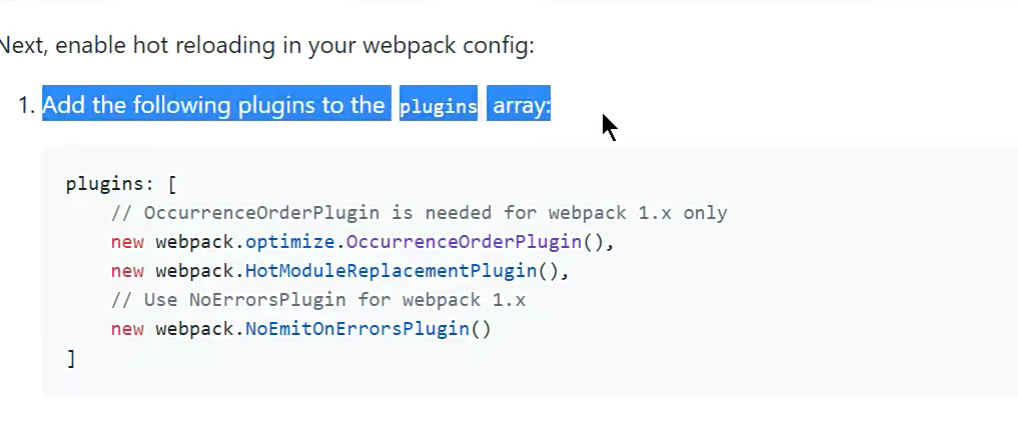 Next, enable hot reloading in your webpack config:
1. Add the following plugins to the plugins array:
plugins: [
// OccurrenceOrderPlugin is needed for webpack 1.x only
new webpack.optimize.OccurrenceOrderPlugin(),
new webpack.HotModuleReplacementPlugin(),
// Use NoErrorsPlugin for webpack 1.x
new webpack.NoEmitOnErrorsPlugin()
]